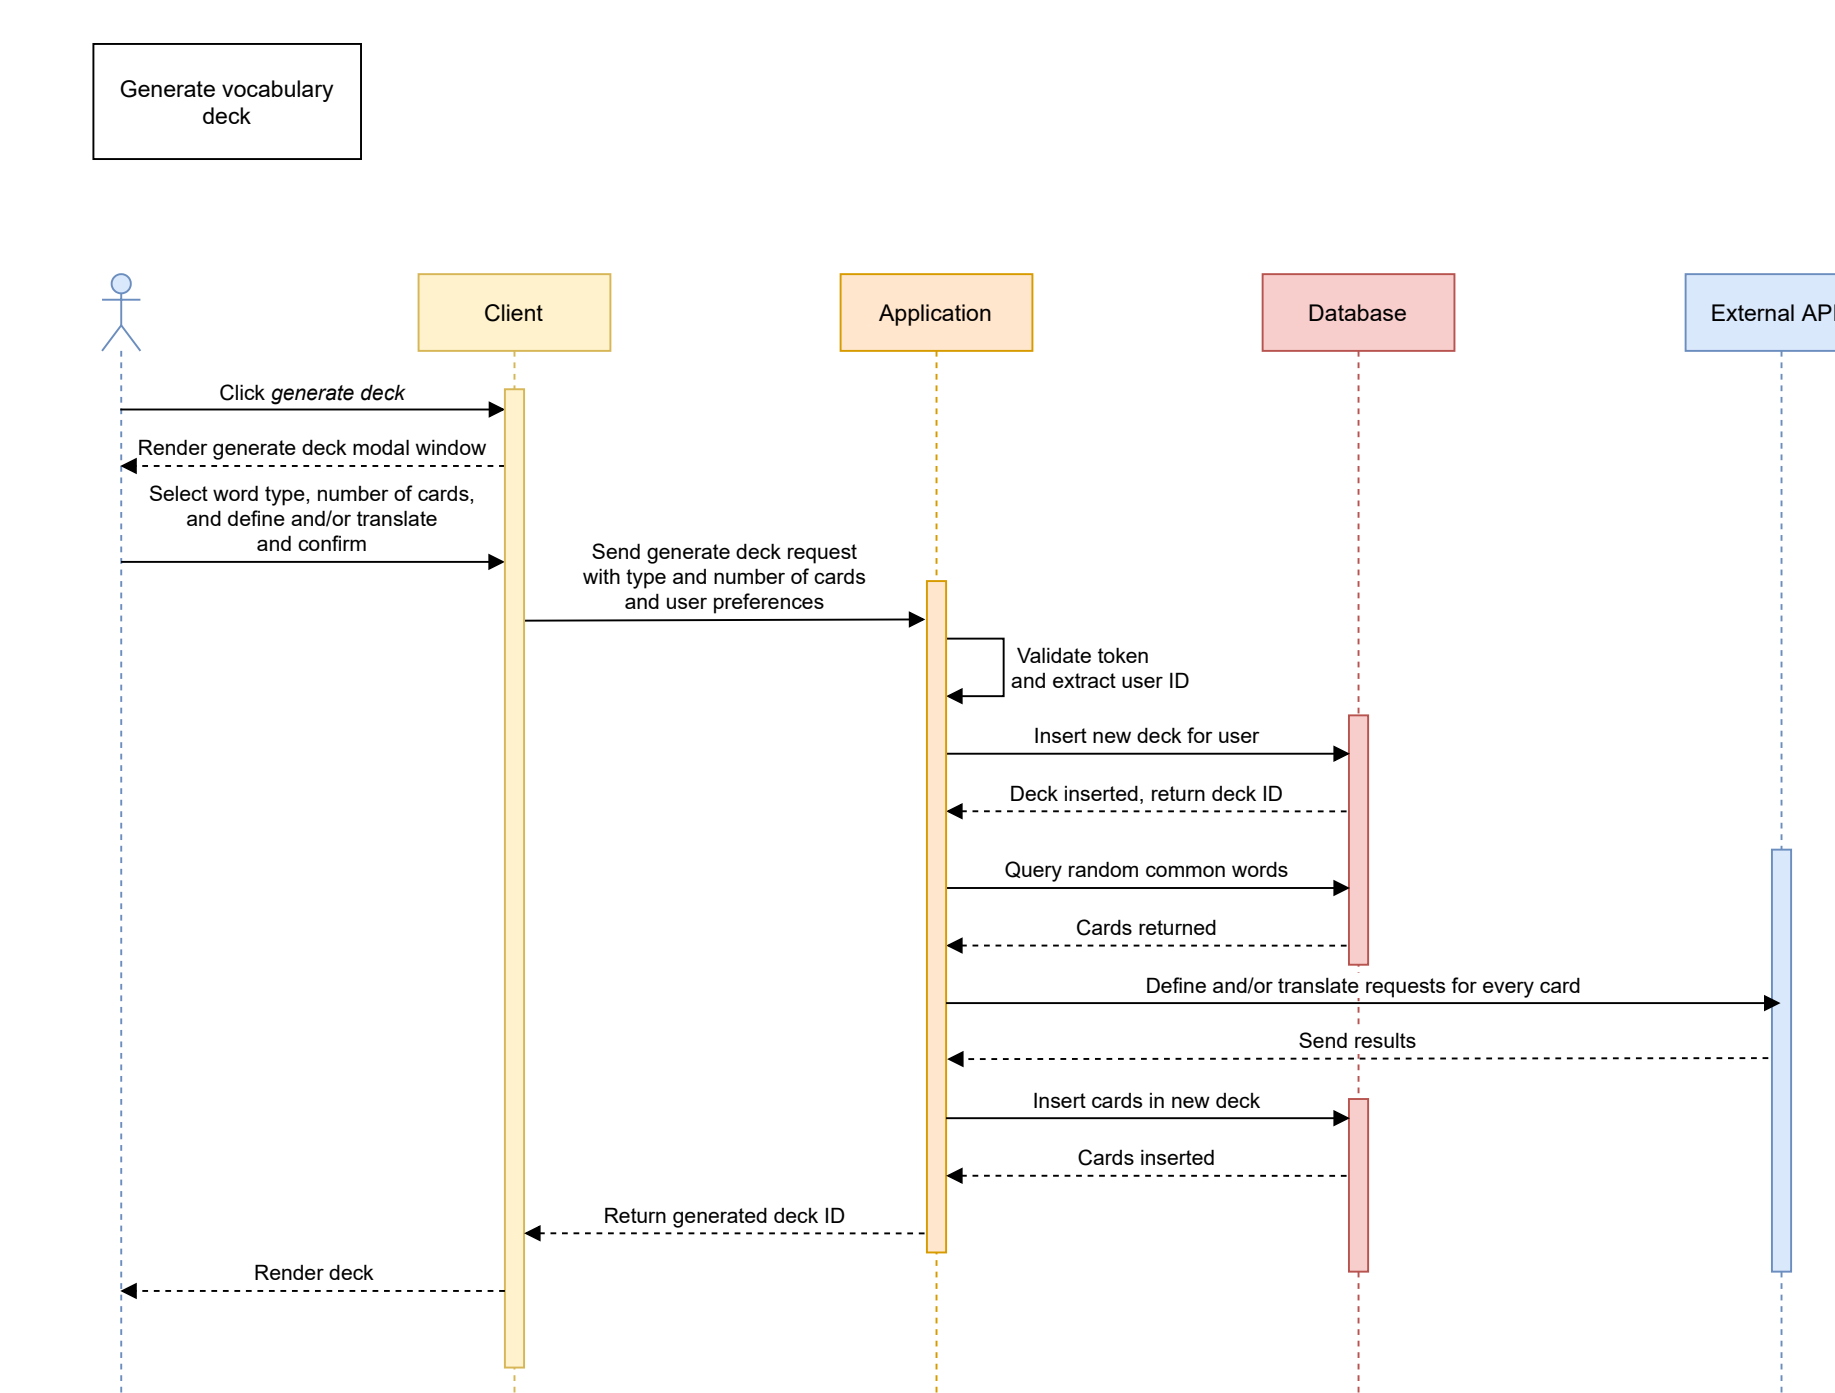 Generate vocabulary
deck
Client
Application
Database
External API
Click generate deck
Render generate deck modal window
Select word type, number of cards,
and define and/or translate
and confirm
Send generate deck request
with type and number of cards
and user preferences
Validate token
and extract user ID
Insert new deck for user
Deck inserted, return deck ID
Query random common words
Cards returned
Define and/or translate requests for every card
Send results
Insert cards in new deck
Cards inserted
Return generated deck ID
Render deck